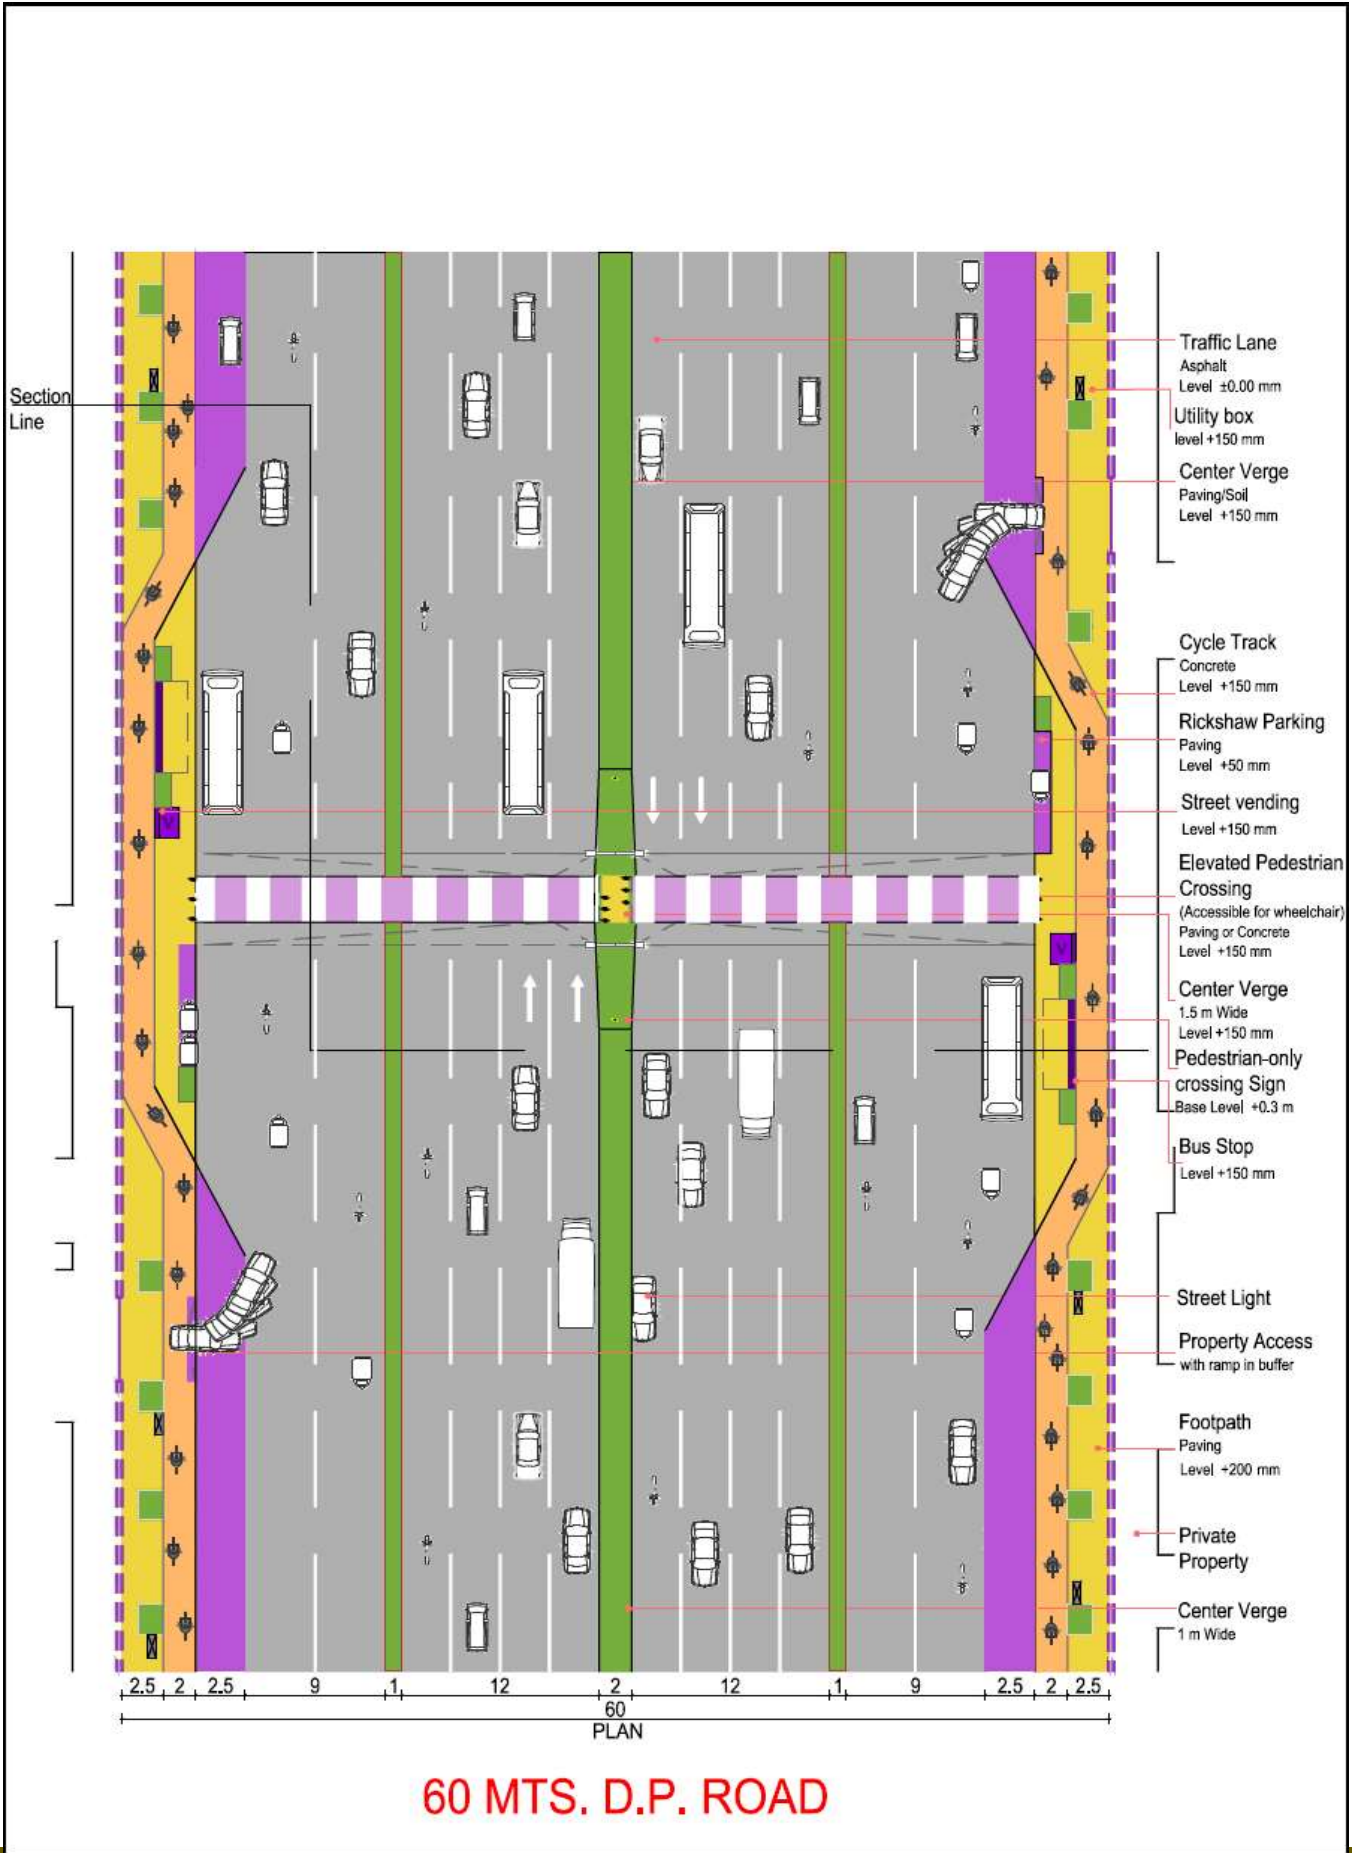 Section
Line
Traffic Lane
Asphalt
Level ±0.00 mm
Utility box
level +150 mm
Center Verge
Paving/Soil
Level +150 mm
Cycle Track
Concrete
Level +150 mm
Rickshaw Parking
Paving
Level +50 mm
Street vending
Level +150 mm
V
Elevated Pedestrian
Crossing
(Accessible for wheelchair)
Paving or Concrete
Level +150 mm
V
Center Verge
1.5 m Wide
Level +150 mm
Pedestrian-only
crossing Sign
Base Level +0.3 m
Bus Stop
Level +150 mm
Street Light
Property Access
with ramp in buffer
Footpath
Paving
Level +200 mm
Private
Property
Center Verge
1 m Wide
2.5 2 2.5 9 1 12 2 12 1 9 2.5 2 2.5
60
PLAN
60 MTS. D.P. ROAD